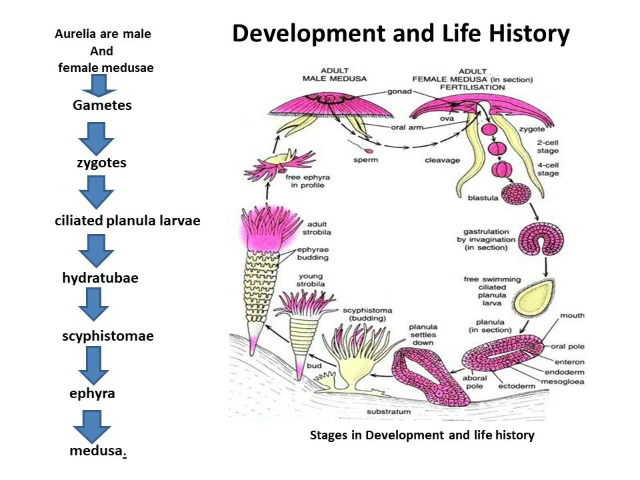 Development and Life History
Aurelia are male
And
female medusae
Gametes
zygotes
ciliated planula larvae
hydratubae
scyphistomae
ephyra
medusa.
ADULT
MALE MEDUSA
ADULT
FEMALE MEDUSA (in section)
FERTILISATION
gonad
ova
oral arm
sperm
cleavage
zygote
2-cell
stage
4-cell
stage
blastula
free ephyra
in profile
adult
strobila
ephyrae
budding
gastrulation
by invagination
(in section)
young
strobila
free swimming
ciliated
planula
larva
scyphistoma
(budding)
planula
settles
down
planula
(in section)
mouth
oral pole
enteron
endoderm
mesogloea
ectoderm
aboral
pole
bud
substratum
Stages in Development and life history